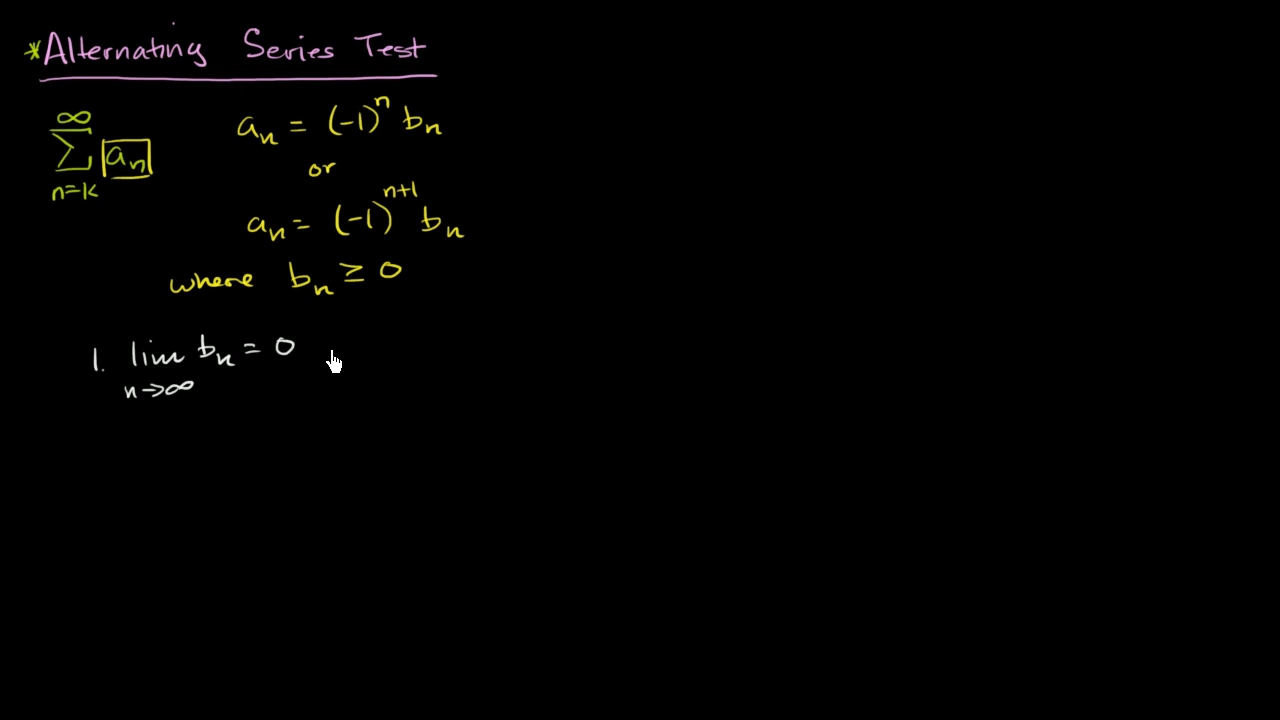 *Alternating Series Test
∞
∑ aₙ
n=k
aₙ = (-1)ⁿ bₙ
or
aₙ = (-1)ⁿ⁺¹ bₙ
where bₙ ≥ 0
1. lim bₙ = 0
n→∞